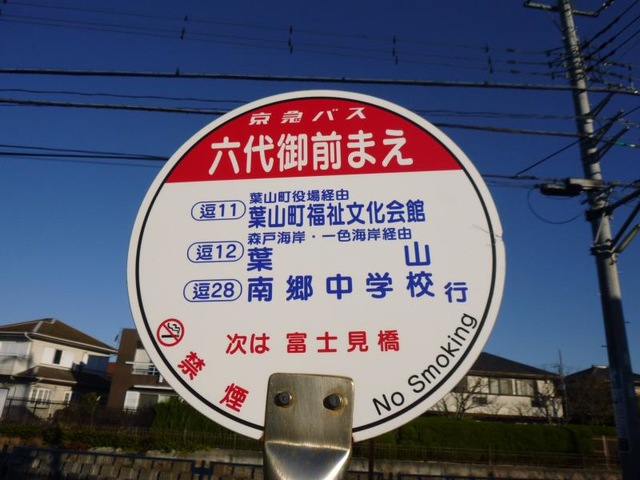 京急バス
六代御前まえ
葉山町役場経由
逗11 葉山町福祉文化会館
森戸海岸・一色海岸経由
逗12 葉山
逗28 南郷中学校行
次は 富士見橋
禁煙
No Smoking